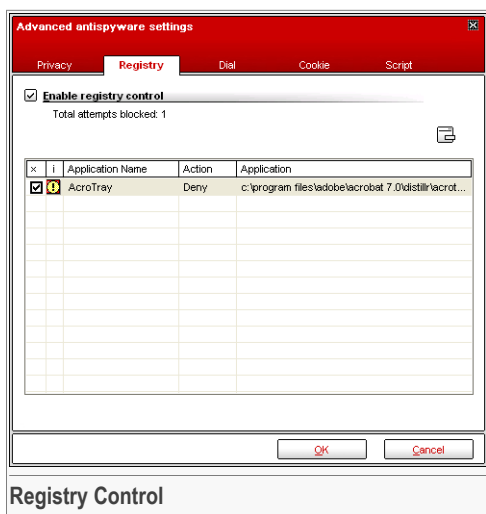 Advanced antispyware settings
Privacy Registry Dial Cookie Script
Enable registry control
Total attempts blocked: 1
x i Application Name Action Application
! AcroTray Deny c:\program files\adobe\acrobat 7.0\distillr\acrot...
OK Cancel
Registry Control